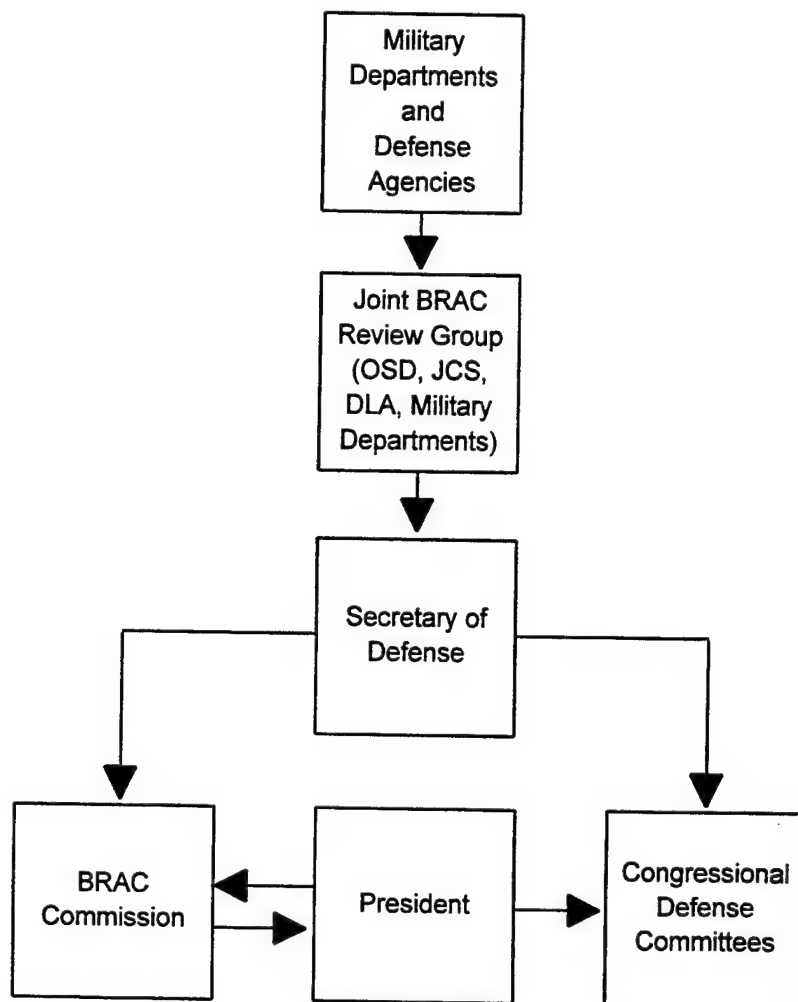 Military
Departments
and
Defense
Agencies
Joint BRAC
Review Group
(OSD, JCS,
DLA, Military
Departments)
Secretary of
Defense
BRAC
Commission
President
Congressional
Defense
Committees